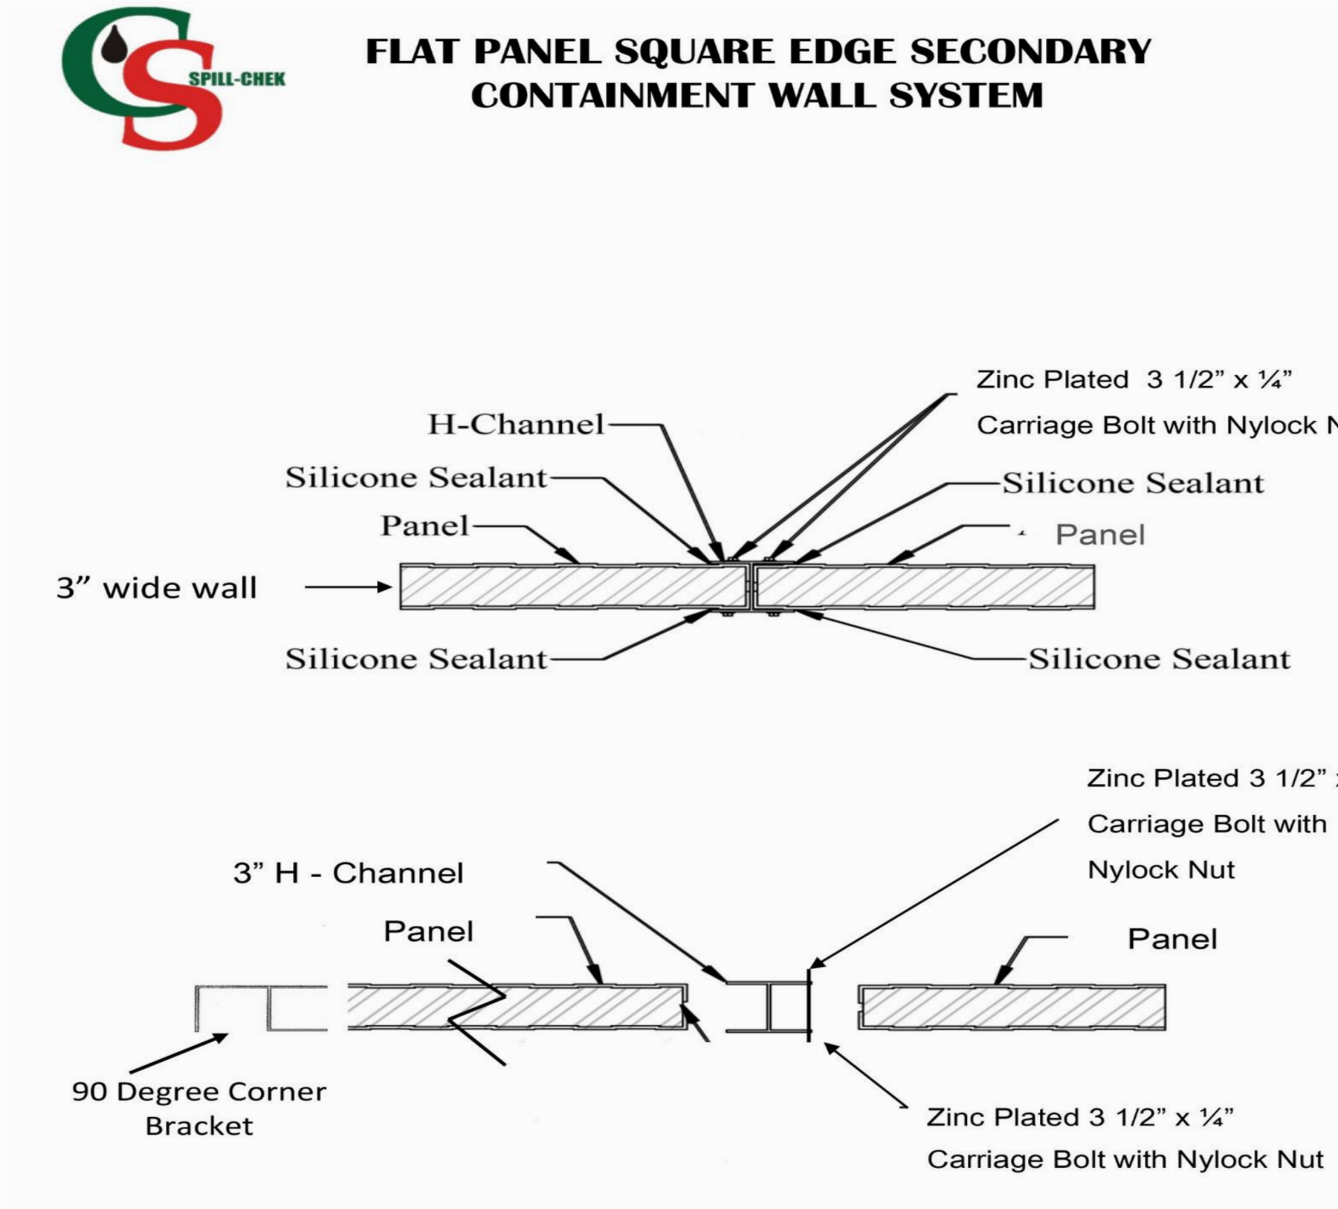 SPILL-CHEK
FLAT PANEL SQUARE EDGE SECONDARY
CONTAINMENT WALL SYSTEM
Zinc Plated 3 1/2” x ¼”
Carriage Bolt with Nylock
H-Channel
Silicone Sealant
Silicone Sealant
Panel
Panel
3” wide wall
Silicone Sealant
Silicone Sealant
Zinc Plated 3 1/2”
Carriage Bolt with
Nylock Nut
3” H - Channel
Panel
Panel
90 Degree Corner
Bracket
Zinc Plated 3 1/2” x ¼”
Carriage Bolt with Nylock Nut